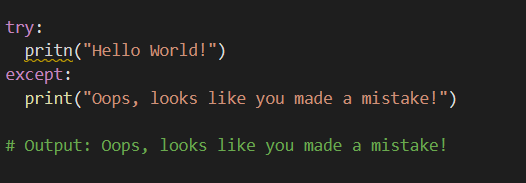 try:
  pritn("Hello World!")
except:
  print("Oops, looks like you made a mistake!")
# Output: Oops, looks like you made a mistake!